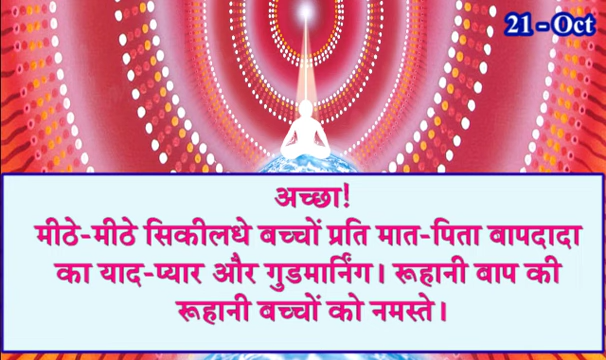 21 - Oct
अच्छा!
मीठे-मीठे सिकीलधे बच्चों प्रति मात-पिता बापदादा
का याद-प्यार और गुडमार्निंग। रूहानी बाप की
रूहानी बच्चों को नमस्ते।